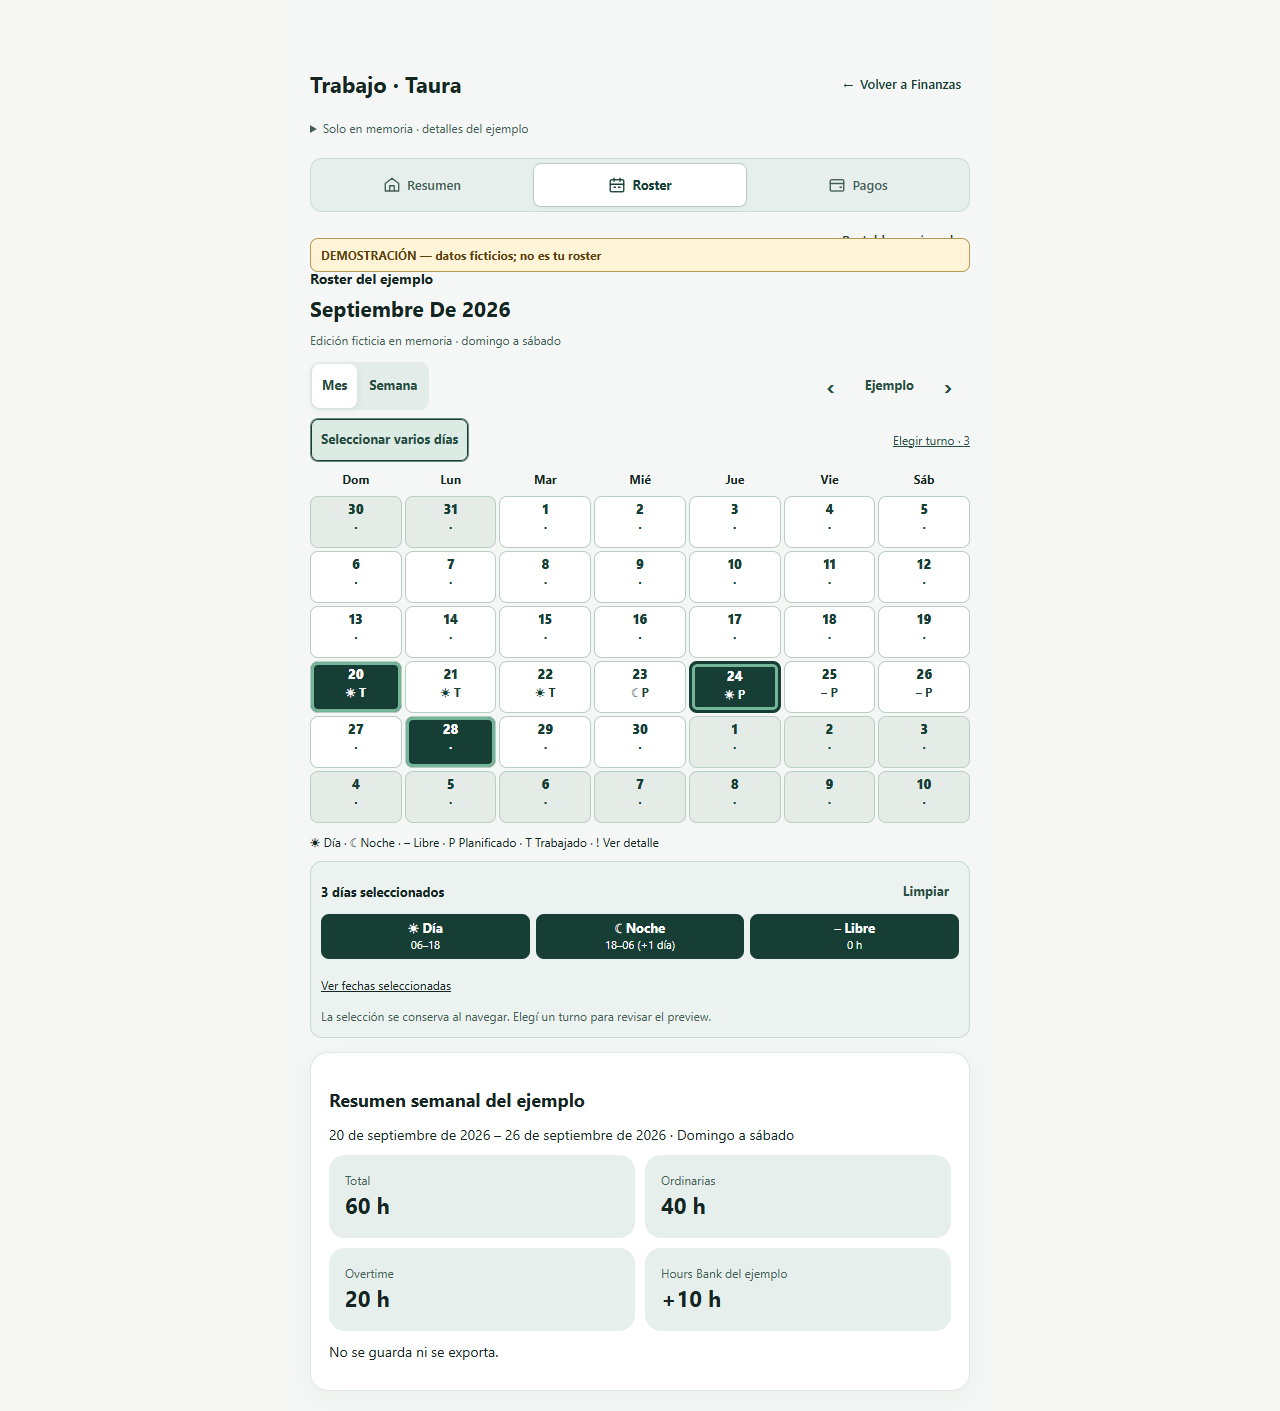 Trabajo · Taura
← Volver a Finanzas
▶ Solo en memoria · detalles del ejemplo
Resumen
Roster
Pagos
DEMOSTRACIÓN — datos ficticios; no es tu roster
Roster del ejemplo
Septiembre De 2026
Edición ficticia en memoria · domingo a sábado
Mes Semana
‹ Ejemplo ›
Seleccionar varios días
Elegir turno · 3
Dom Lun Mar Mié Jue Vie Sáb
30 31 1 2 3 4 5
· · · · · · ·
6 7 8 9 10 11 12
· · · · · · ·
13 14 15 16 17 18 19
· · · · · · ·
20 21 22 23 24 25 26
☀ T ☀ T ☀ T ☾ P ☀ P – P – P
27 28 29 30 1 2 3
· · · · · · ·
4 5 6 7 8 9 10
· · · · · · ·
☀ Día · ☾ Noche · – Libre · P Planificado · T Trabajado · ! Ver detalle
3 días seleccionados
Limpiar
☀ Día
06–18
☾ Noche
18–06 (+1 día)
– Libre
0 h
Ver fechas seleccionadas
La selección se conserva al navegar. Elegí un turno para revisar el preview.
Resumen semanal del ejemplo
20 de septiembre de 2026 – 26 de septiembre de 2026 · Domingo a sábado
Total
60 h
Ordinarias
40 h
Overtime
20 h
Hours Bank del ejemplo
+10 h
No se guarda ni se exporta.